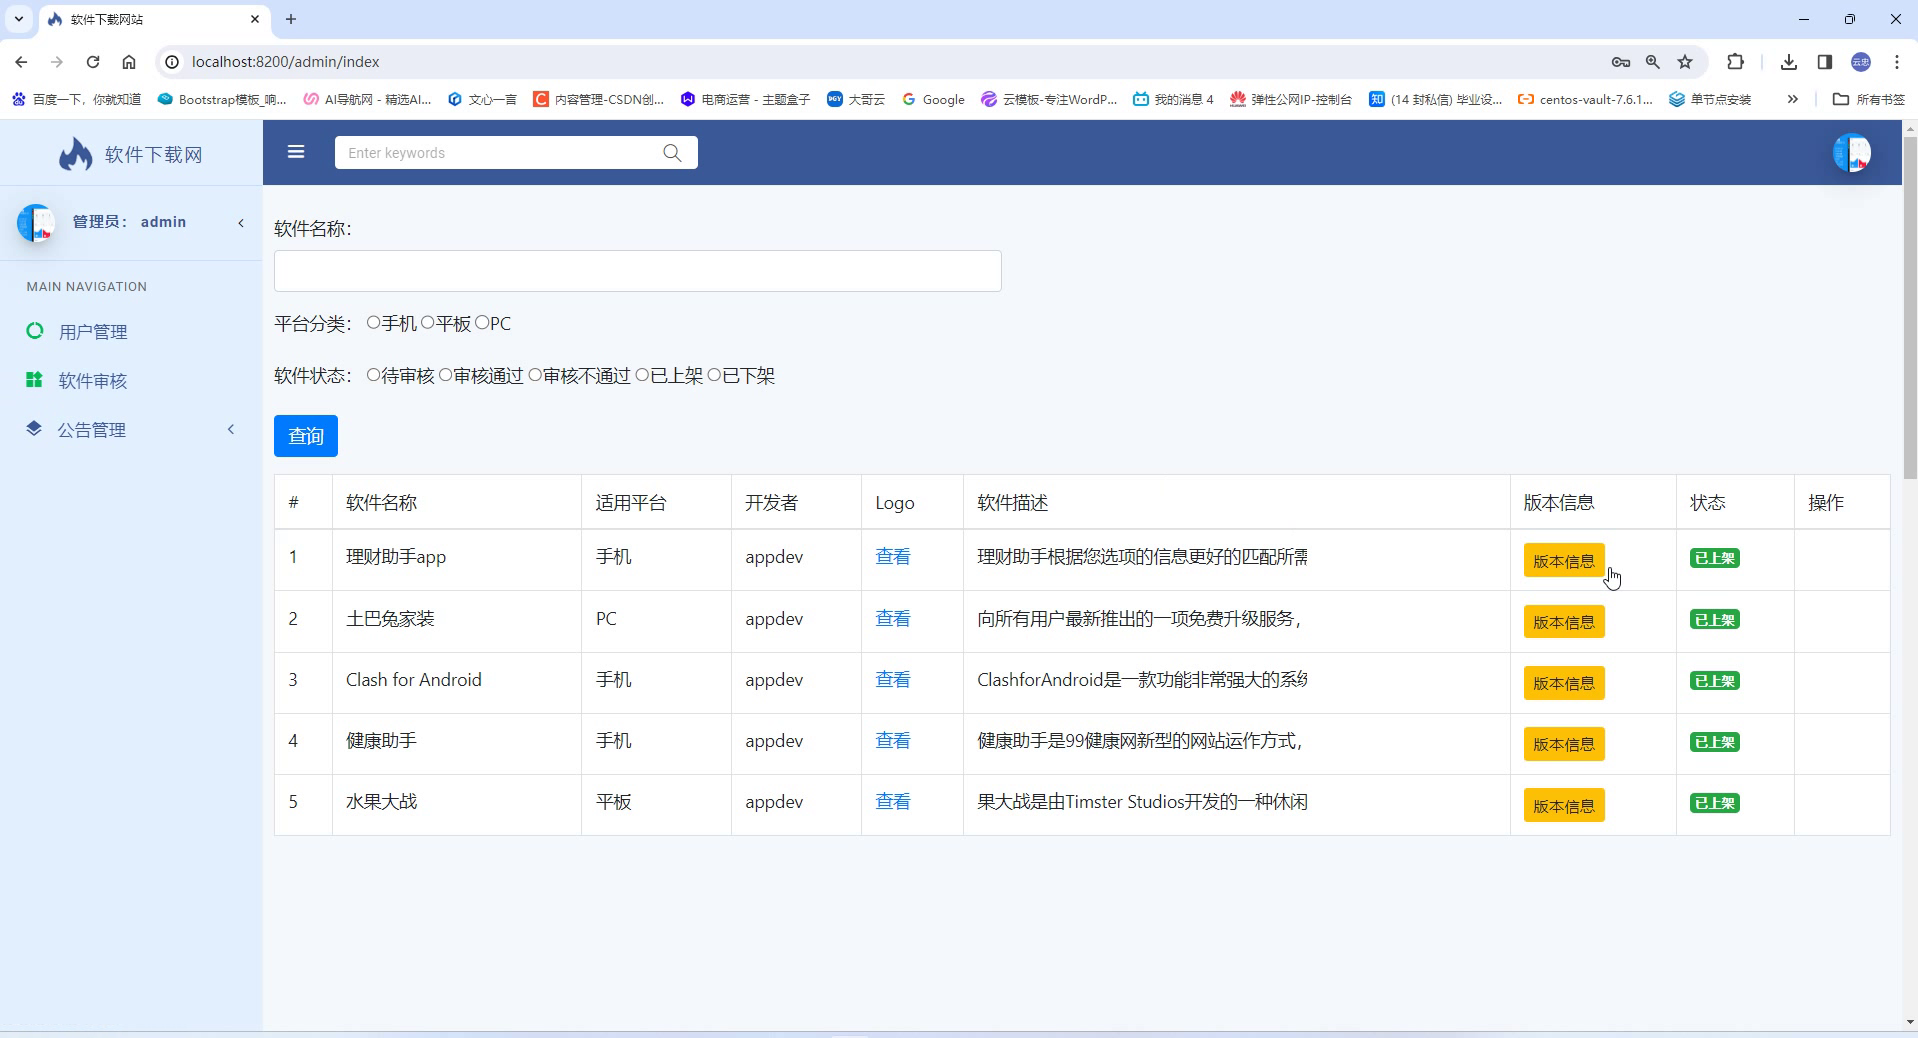 软件下载网站
localhost:8200/admin/index
云忠
百度一下，你就知道
Bootstrap模板_响...
AI导航网 - 精选AI...
文心一言
内容管理-CSDN创...
电商运营 - 主题盒子
大哥云
Google
云模板-专注WordP...
我的消息 4
弹性公网IP-控制台
(14 封私信) 毕业设...
centos-vault-7.6.1...
单节点安装
所有书签
软件下载网
Enter keywords
管理员： admin
MAIN NAVIGATION
用户管理
软件审核
公告管理
软件名称：
平台分类： 手机 平板 PC
软件状态： 待审核 审核通过 审核不通过 已上架 已下架
查询
# 软件名称 适用平台 开发者 Logo 软件描述 版本信息 状态 操作
1 理财助手app 手机 appdev 查看 理财助手根据您选项的信息更好的匹配所需 版本信息 已上架
2 土巴兔家装 PC appdev 查看 向所有用户最新推出的一项免费升级服务， 版本信息 已上架
3 Clash for Android 手机 appdev 查看 ClashforAndroid是一款功能非常强大的系统 版本信息 已上架
4 健康助手 手机 appdev 查看 健康助手是99健康网新型的网站运作方式， 版本信息 已上架
5 水果大战 平板 appdev 查看 果大战是由Timster Studios开发的一种休闲 版本信息 已上架